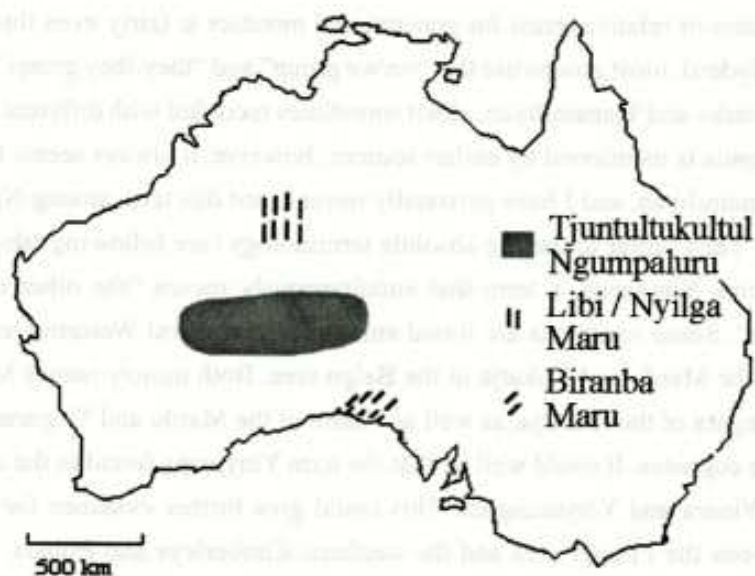 Tjuntultukultul
Ngumpaluru
Libi / Nyilga
Maru
Biranba
Maru
500 km